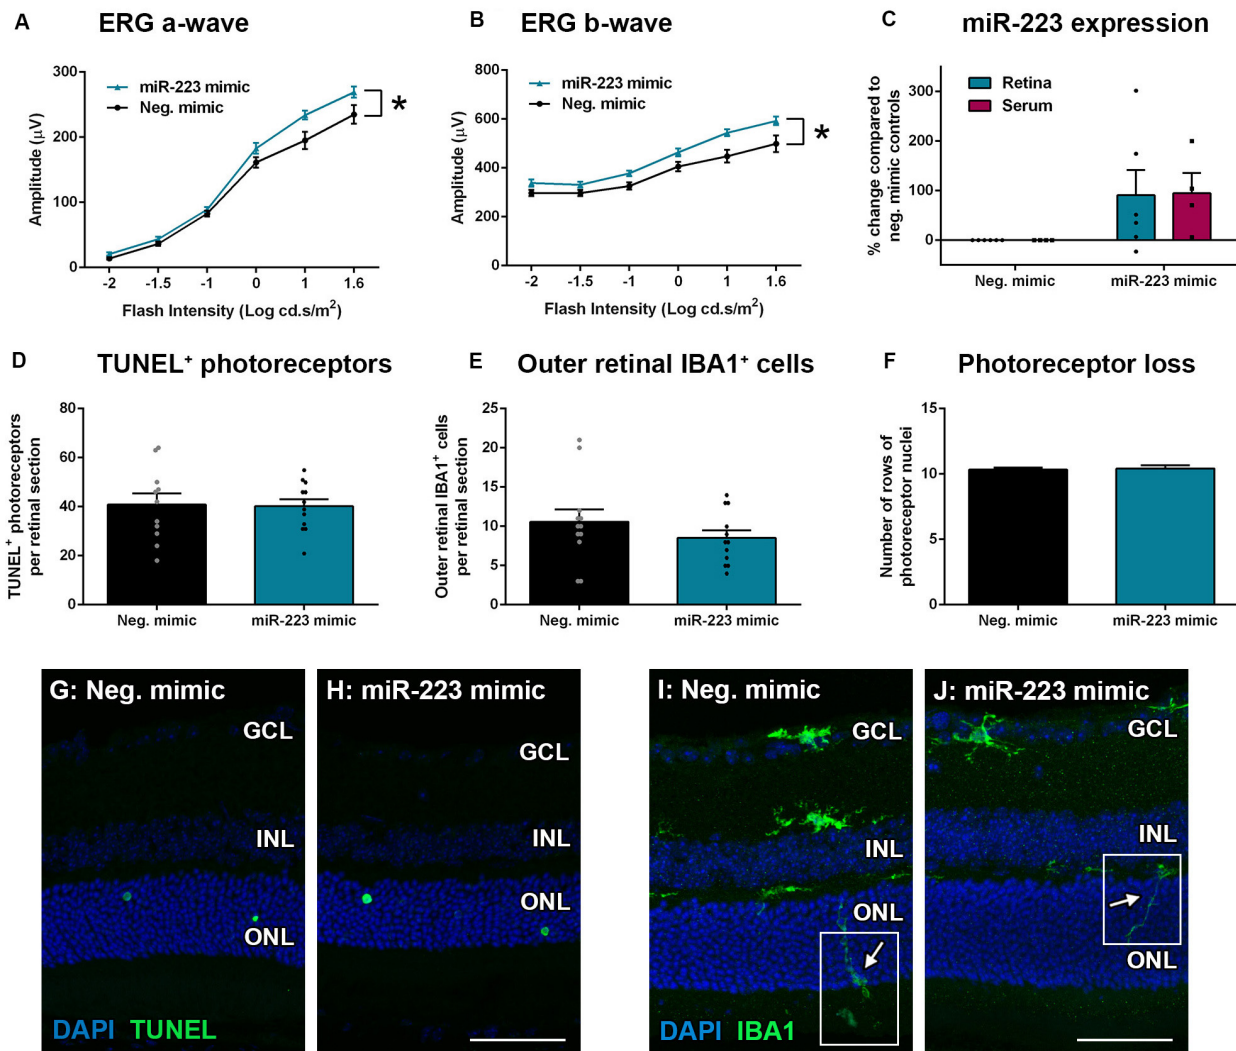 A ERG a-wave
300
200
100
0
Amplitude (μV)
miR-223 mimic
Neg. mimic
*
-2 -1.5 -1 0 1 1.6
Flash Intensity (Log cd.s/m²)
B ERG b-wave
800
600
400
200
0
Amplitude (μV)
miR-223 mimic
Neg. mimic
*
-2 -1.5 -1 0 1 1.6
Flash Intensity (Log cd.s/m²)
C miR-223 expression
% change compared to
neg. mimic controls
300
200
100
0
Retina
Serum
Neg. mimic miR-223 mimic
D TUNEL⁺ photoreceptors
TUNEL⁺ photoreceptors
per retinal section
80
60
40
20
0
Neg. mimic miR-223 mimic
E Outer retinal IBA1⁺ cells
Outer retinal IBA1⁺ cells
per retinal section
25
20
15
10
5
0
Neg. mimic miR-223 mimic
F Photoreceptor loss
Number of rows of
photoreceptor nuclei
15
10
5
0
Neg. mimic miR-223 mimic
G: Neg. mimic
GCL
INL
ONL
DAPI TUNEL
H: miR-223 mimic
GCL
INL
ONL
I: Neg. mimic
GCL
INL
ONL
DAPI IBA1
J: miR-223 mimic
GCL
INL
ONL